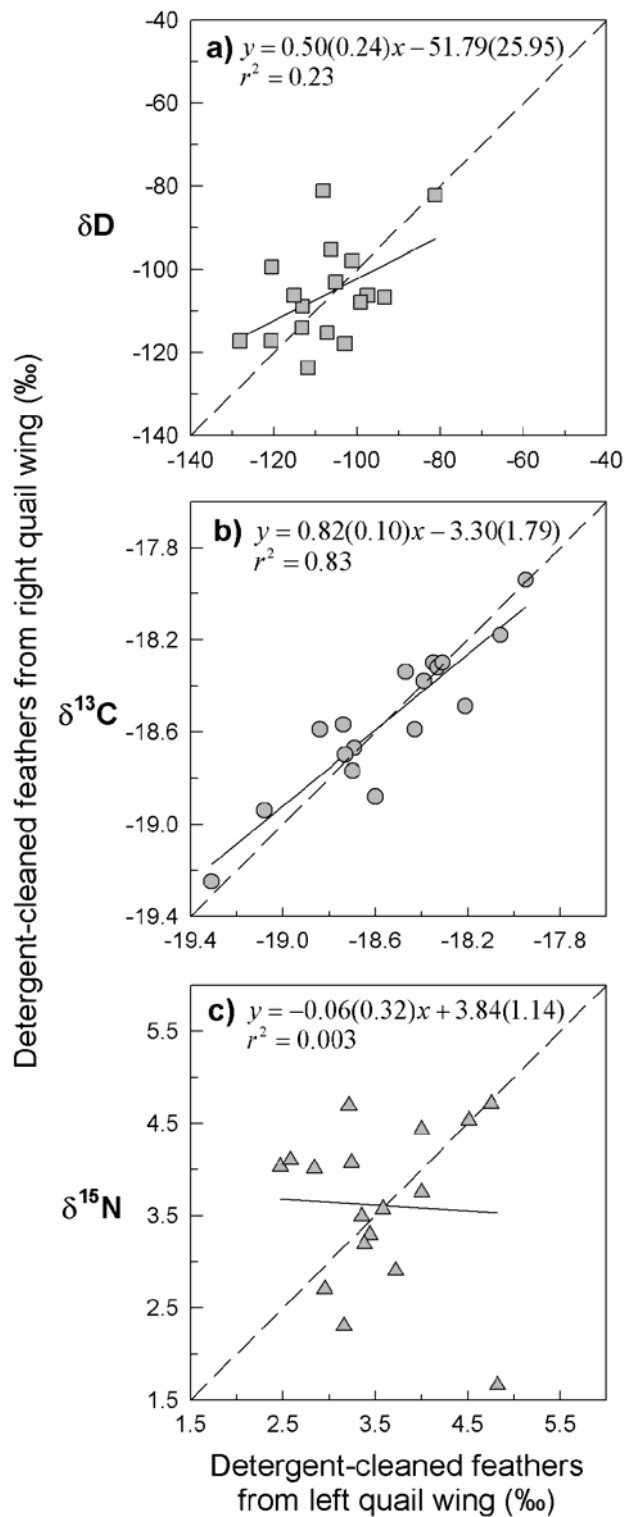 -40
a) y = 0.50(0.24)x − 51.79(25.95)
r² = 0.23
-60
-80
δD
-100
-120
-140
-140 -120 -100 -80 -60 -40
Detergent-cleaned feathers from right quail wing (‰)
b) y = 0.82(0.10)x − 3.30(1.79)
-17.8
r² = 0.83
-18.2
δ¹³C
-18.6
-19.0
-19.4
-19.4 -19.0 -18.6 -18.2 -17.8
c) y = −0.06(0.32)x + 3.84(1.14)
5.5
r² = 0.003
4.5
δ¹⁵N
3.5
2.5
1.5
1.5 2.5 3.5 4.5 5.5
Detergent-cleaned feathers
from left quail wing (‰)